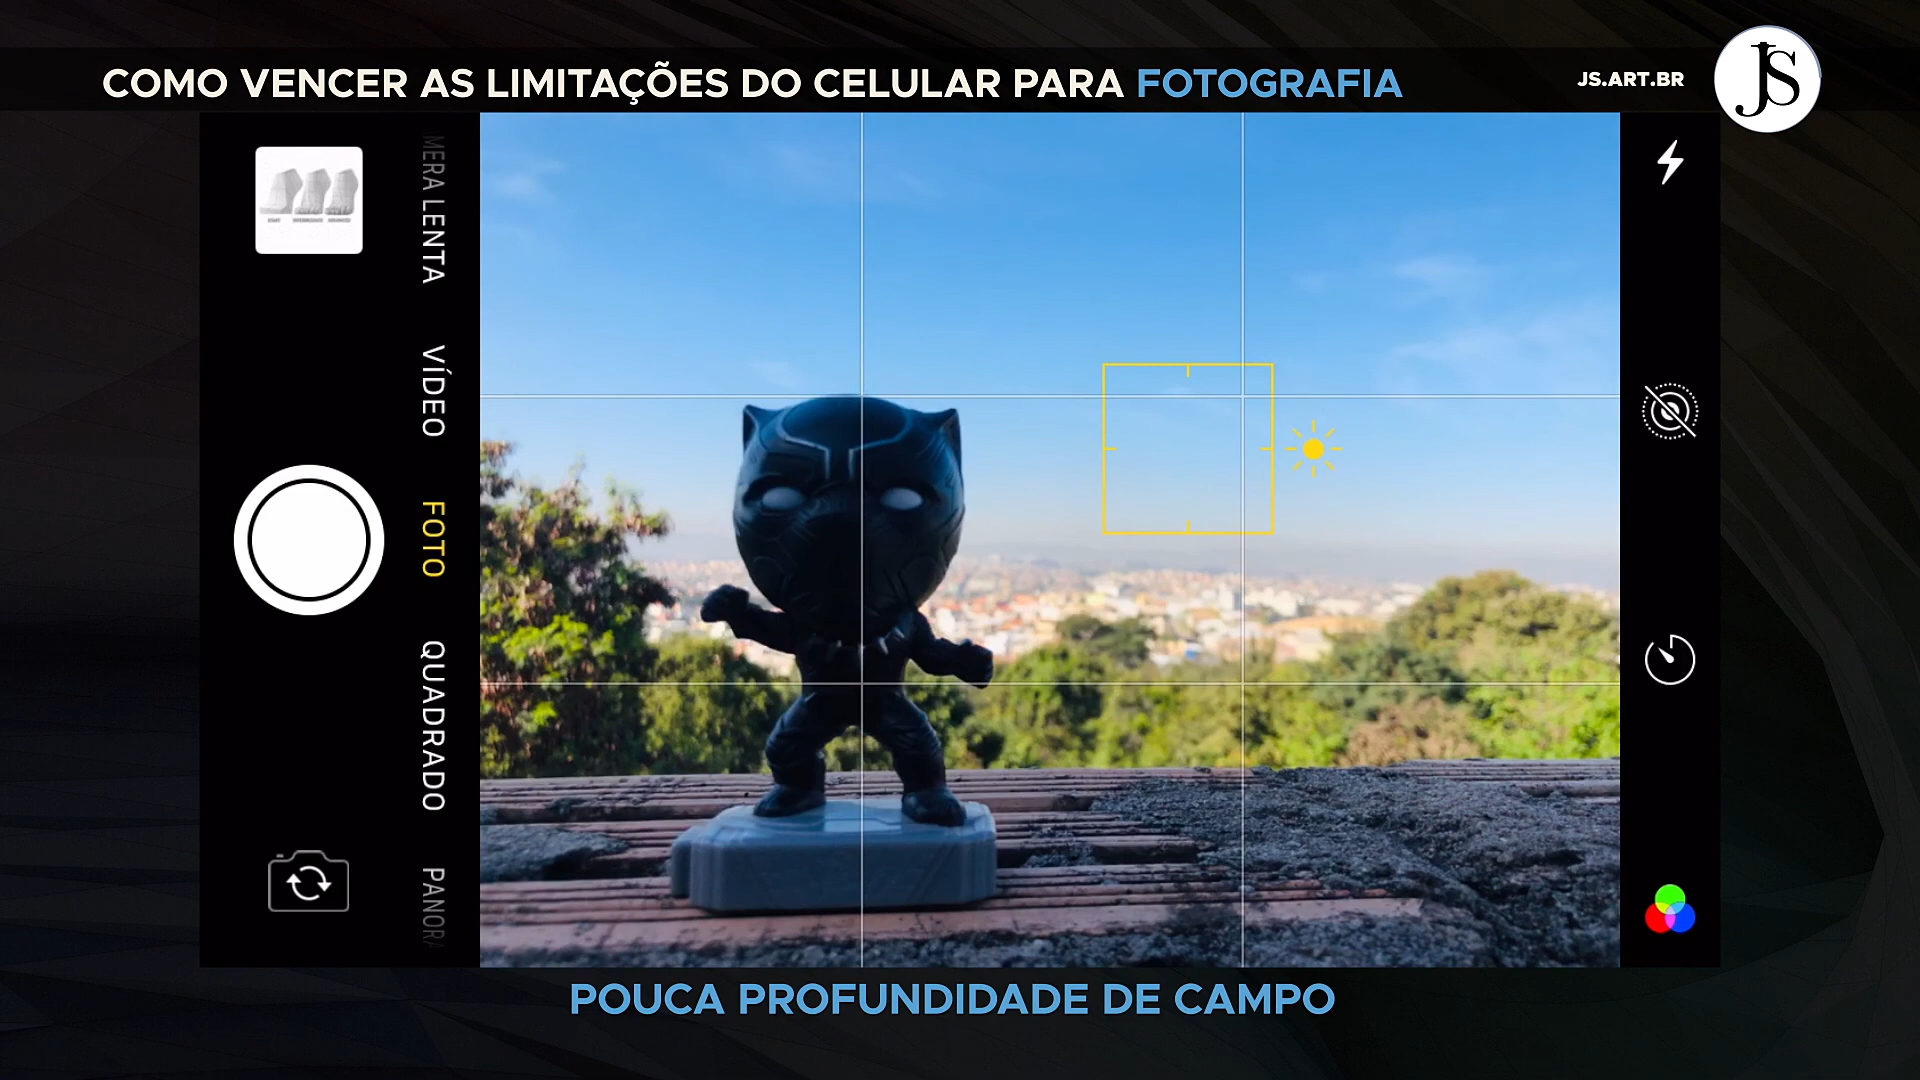 COMO VENCER AS LIMITAÇÕES DO CELULAR PARA FOTOGRAFIA
JS.ART.BR
JS
MERA LENTA
VÍDEO
FOTO
QUADRADO
PANORA
POUCA PROFUNDIDADE DE CAMPO